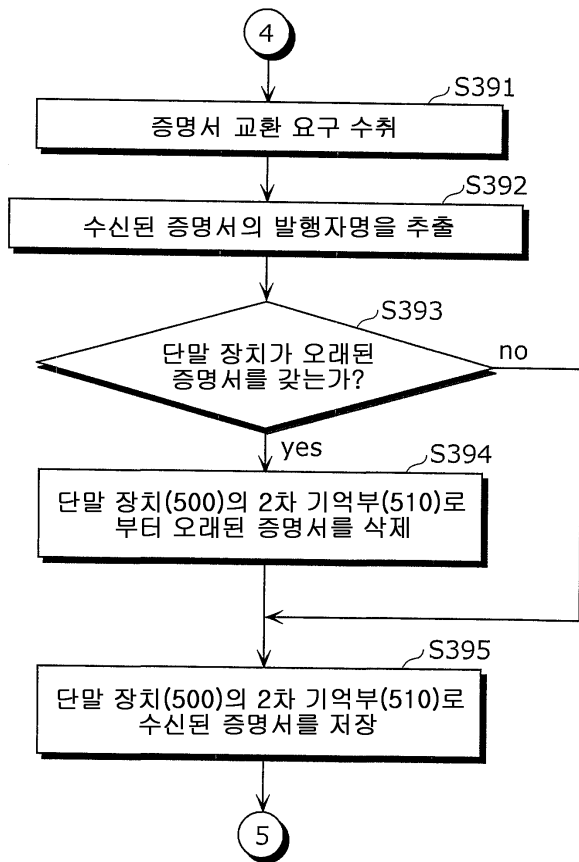 4
S391
증명서 교환 요구 수취
S392
수신된 증명서의 발행자명을 추출
S393
단말 장치가 오래된
증명서를 갖는가?
no
yes
S394
단말 장치(500)의 2차 기억부(510)로
부터 오래된 증명서를 삭제
S395
단말 장치(500)의 2차 기억부(510)로
수신된 증명서를 저장
5